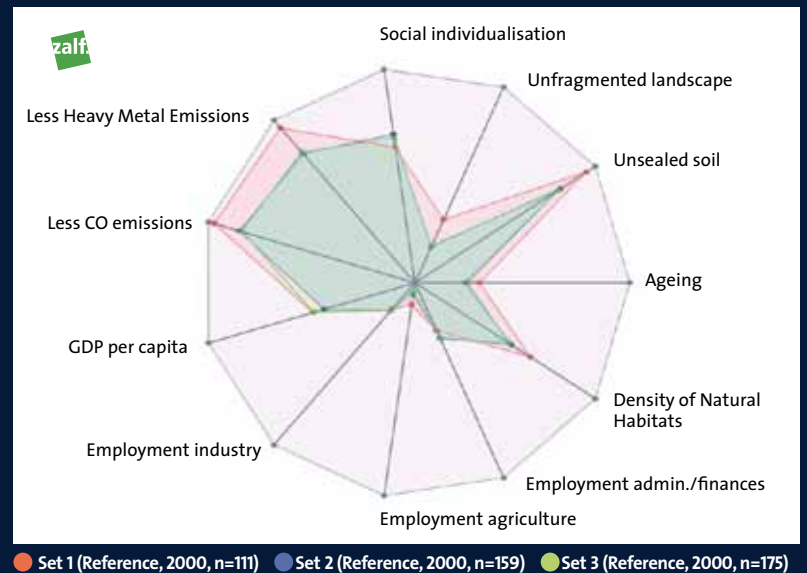 zalf.
Social individualisation
Unfragmented landscape
Less Heavy Metal Emissions
Unsealed soil
Less CO emissions
Ageing
GDP per capita
Density of Natural
Habitats
Employment industry
Employment admin./finances
Employment agriculture
Set 1 (Reference, 2000, n=111) Set 2 (Reference, 2000, n=159) Set 3 (Reference, 2000, n=175)